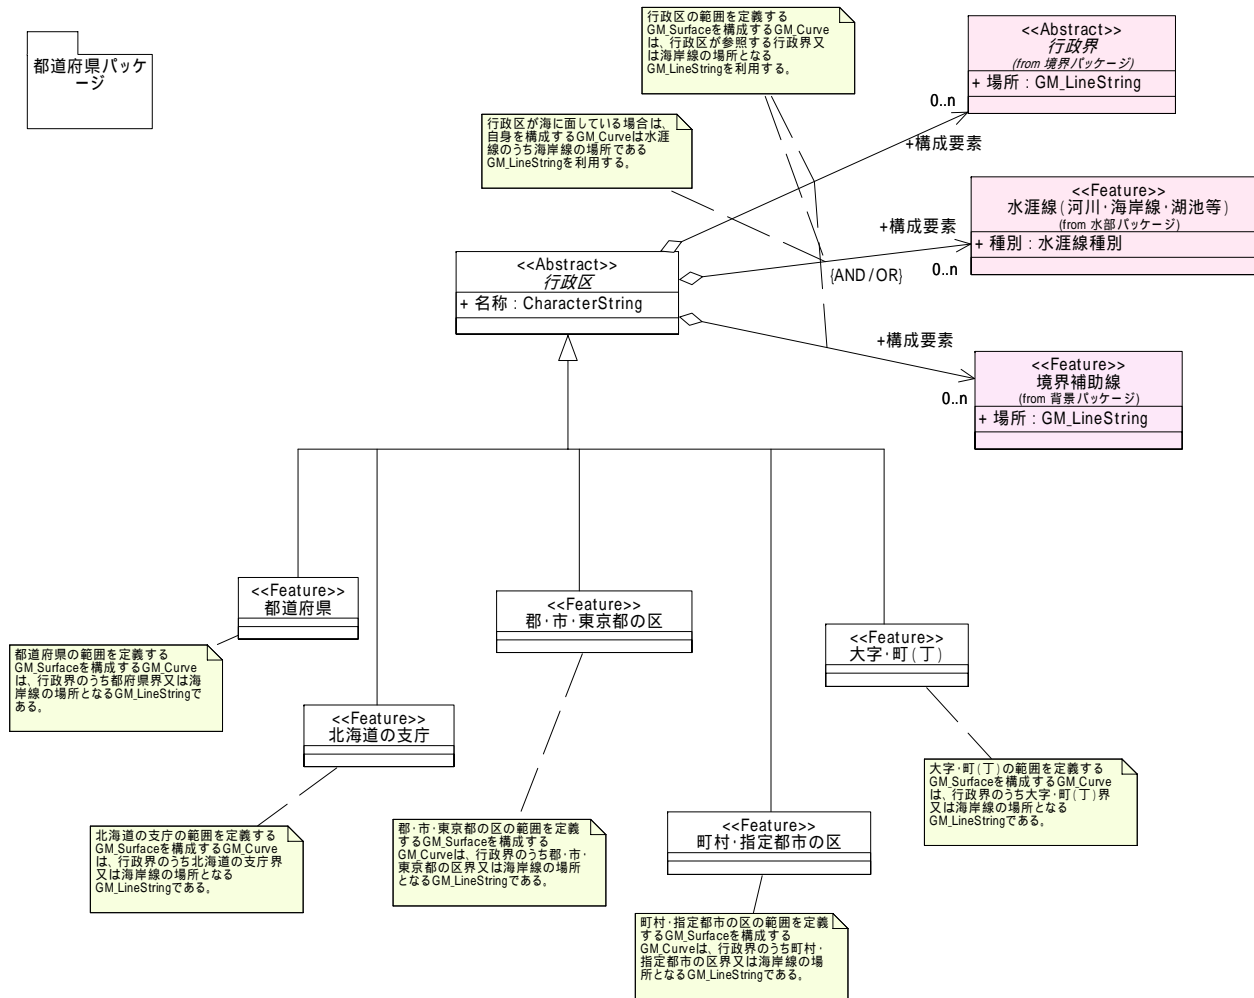 都道府県パッケ
ージ
行政区の範囲を定義する
GM_Surfaceを構成するGM_Curve
は、行政区が参照する行政界又
は海岸線の場所となる
GM_LineStringを利用する。
行政区が海に面している場合は、
自身を構成するGM_Curveは水涯
線のうち海岸線の場所である
GM_LineStringを利用する。
<<Abstract>>
行政界
(from 境界パッケージ)
+ 場所 : GM_LineString
0..n
+構成要素
<<Feature>>
水涯線(河川・海岸線・湖池等)
(from 水部パッケージ)
+ 種別 : 水涯線種別
+構成要素
0..n
{AND/OR}
<<Abstract>>
行政区
+ 名称 : CharacterString
+構成要素
0..n
<<Feature>>
境界補助線
(from 背景パッケージ)
+ 場所 : GM_LineString
<<Feature>>
都道府県
都道府県の範囲を定義する
GM_Surfaceを構成するGM_Curve
は、行政界のうち都府県界又は海
岸線の場所となるGM_LineStringで
ある。
<<Feature>>
北海道の支庁
北海道の支庁の範囲を定義する
GM_Surfaceを構成するGM_Curve
は、行政界のうち北海道の支庁界
又は海岸線の場所となる
GM_LineStringである。
<<Feature>>
郡・市・東京都の区
郡・市・東京都の区の範囲を定義
するGM_Surfaceを構成する
GM_Curveは、行政界のうち郡・市・
東京都の区界又は海岸線の場所
となるGM_LineStringである。
<<Feature>>
町村・指定都市の区
町村・指定都市の区の範囲を定義
するGM_Surfaceを構成する
GM_Curveは、行政界のうち町村・
指定都市の区界又は海岸線の場
所となるGM_LineStringである。
<<Feature>>
大字・町(丁)
大字・町(丁)の範囲を定義する
GM_Surfaceを構成するGM_Curve
は、行政界のうち大字・町(丁)界
又は海岸線の場所となる
GM_LineStringである。